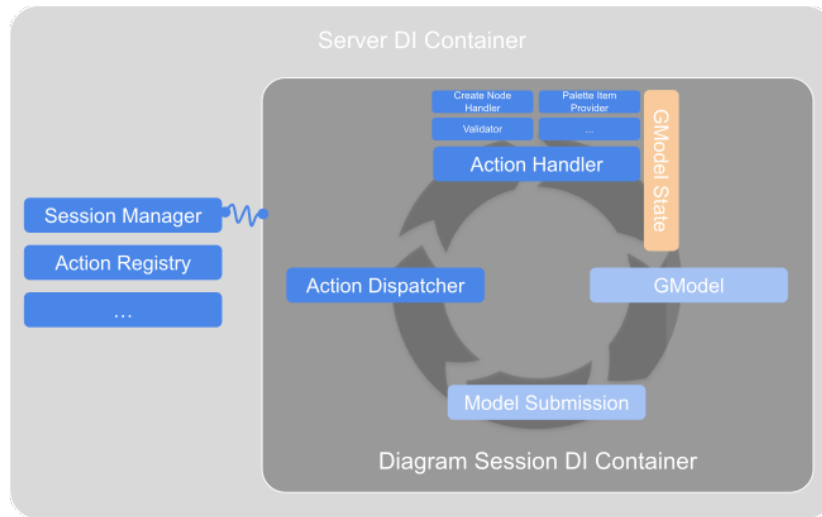 Server DI Container
Create Node
Handler
Palette Item
Provider
Validator
...
Action Handler
GModel State
Session Manager
Action Registry
...
Action Dispatcher
GModel
Model Submission
Diagram Session DI Container